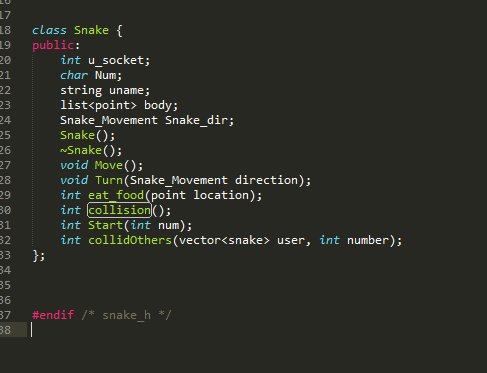 17
18 class Snake {
19 public:
20     int u_socket;
21     char Num;
22     string uname;
23     list<point> body;
24     Snake_Movement Snake_dir;
25     Snake();
26     ~Snake();
27     void Move();
28     void Turn(Snake_Movement direction);
29     int eat_food(point location);
30     int collision();
31     int Start(int num);
32     int collidOthers(vector<snake> user, int number);
33 };
34
35
36
37 #endif /* snake_h */
38